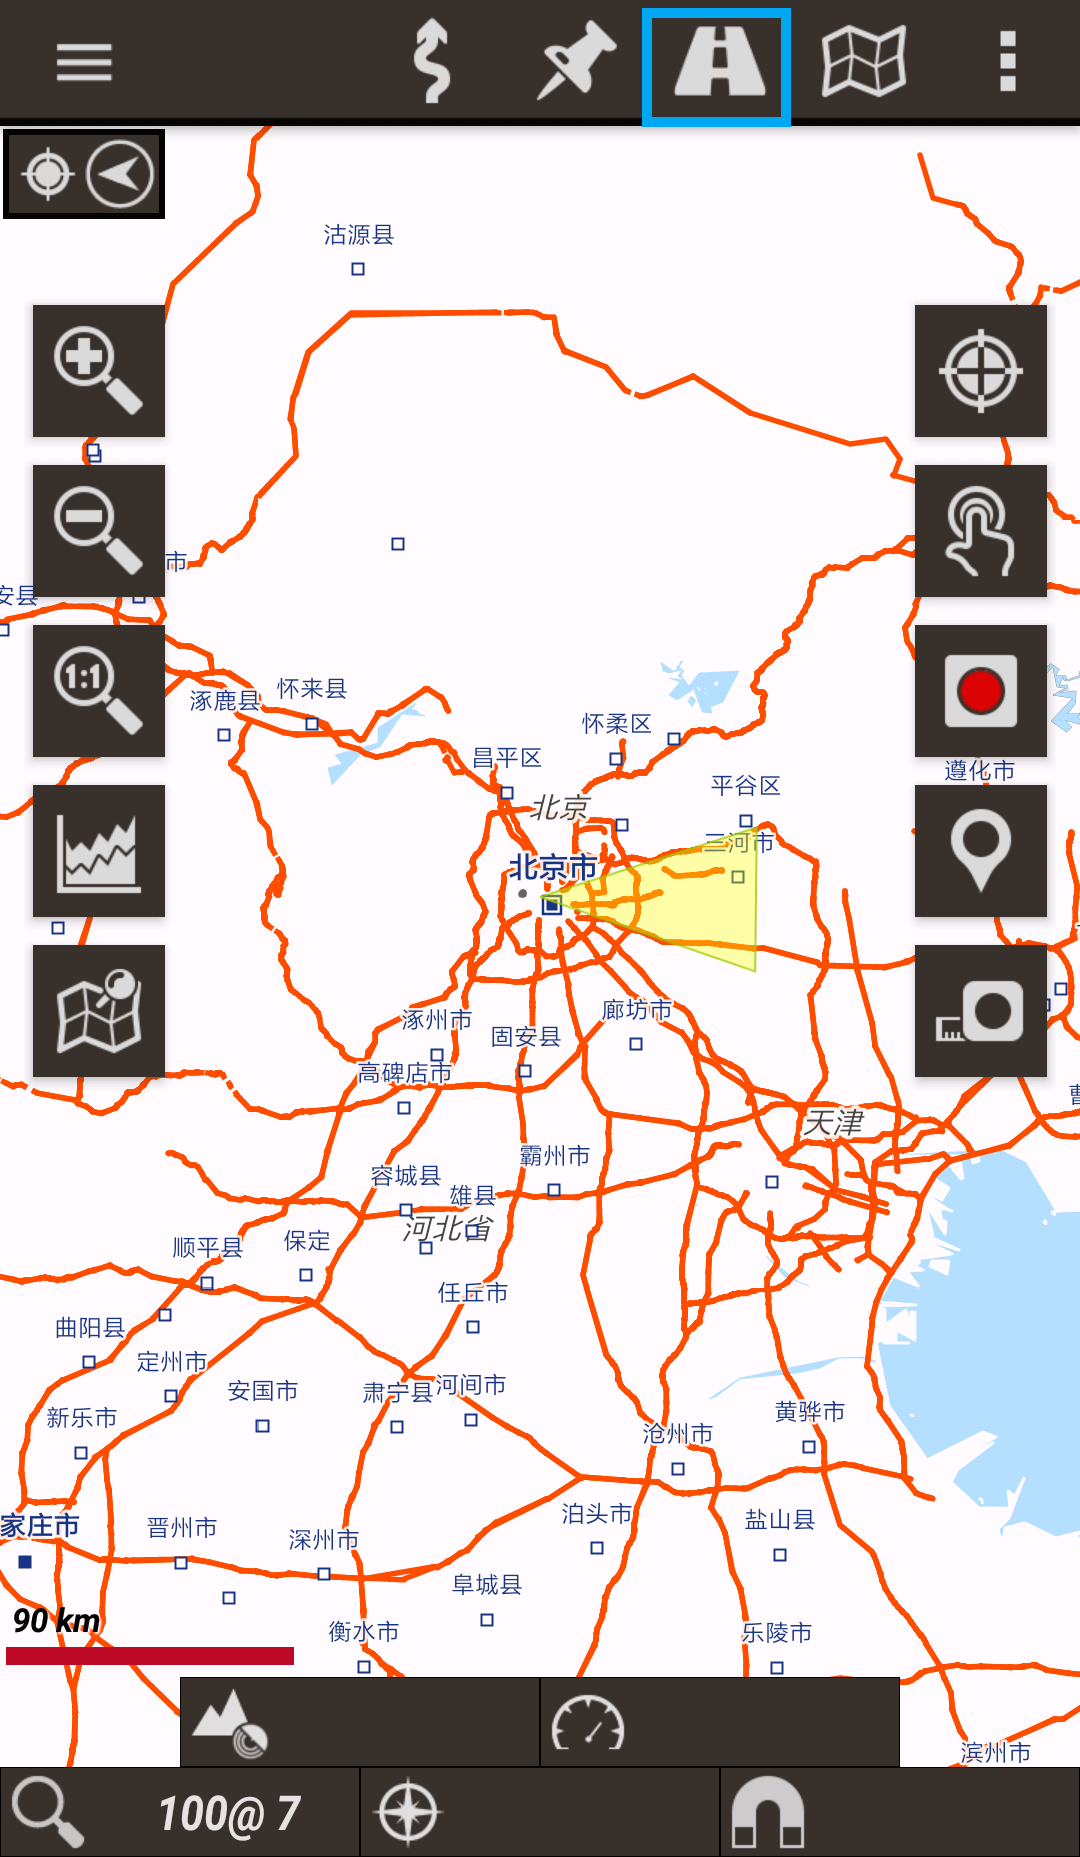 沽源县
市
安县
1:1
涿鹿县
怀来县
怀柔区
昌平区
遵化市
平谷区
北京
三河市
北京市
涿州市
固安县
廊坊市
高碑店市
天津
霸州市
容城县
雄县
河北省
顺平县
保定
任丘市
曲阳县
定州市
安国市
肃宁县
河间市
新乐市
黄骅市
沧州市
家庄市
晋州市
深州市
泊头市
盐山县
阜城县
90 km
衡水市
乐陵市
滨州市
100@ 7